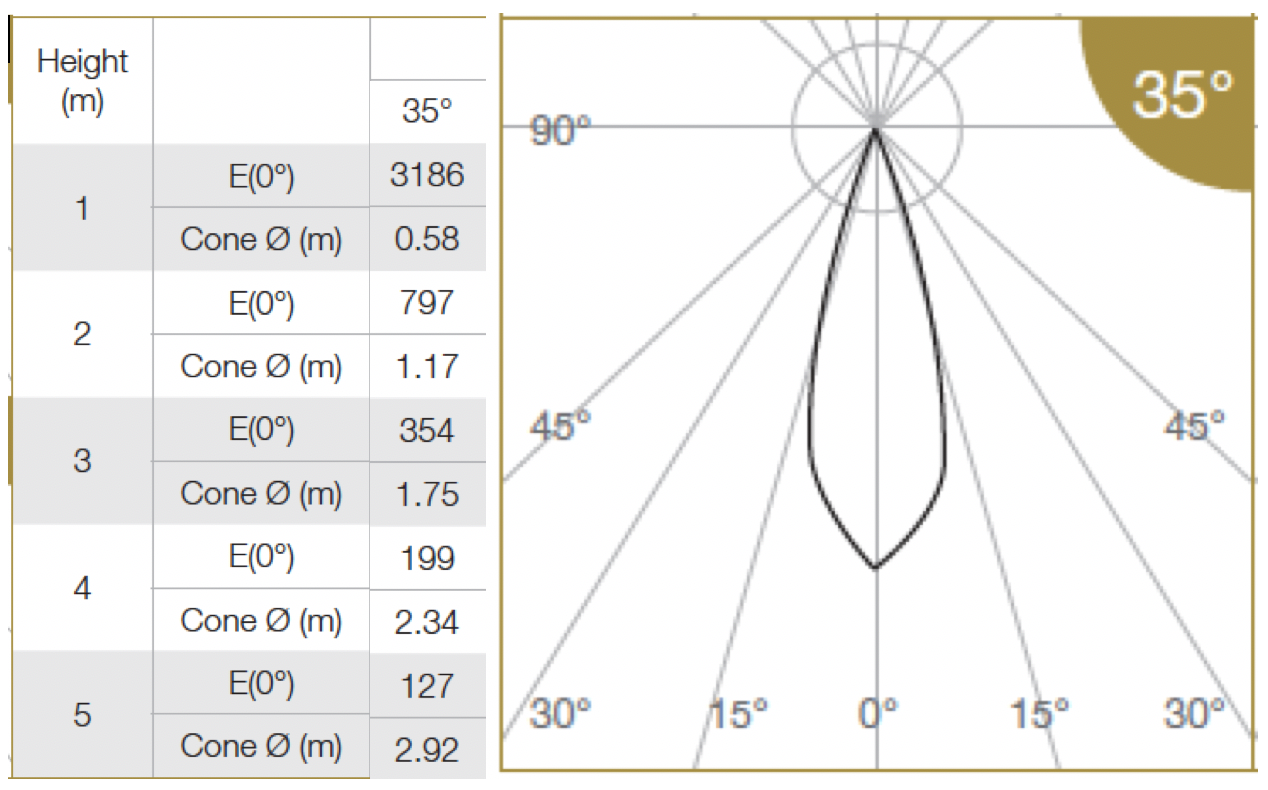 Height
(m)
35°
1
E(0°) 3186
Cone Ø (m) 0.58
2
E(0°) 797
Cone Ø (m) 1.17
3
E(0°) 354
Cone Ø (m) 1.75
4
E(0°) 199
Cone Ø (m) 2.34
5
E(0°) 127
Cone Ø (m) 2.92
35°
90°
45° 45°
30° 15° 0° 15° 30°